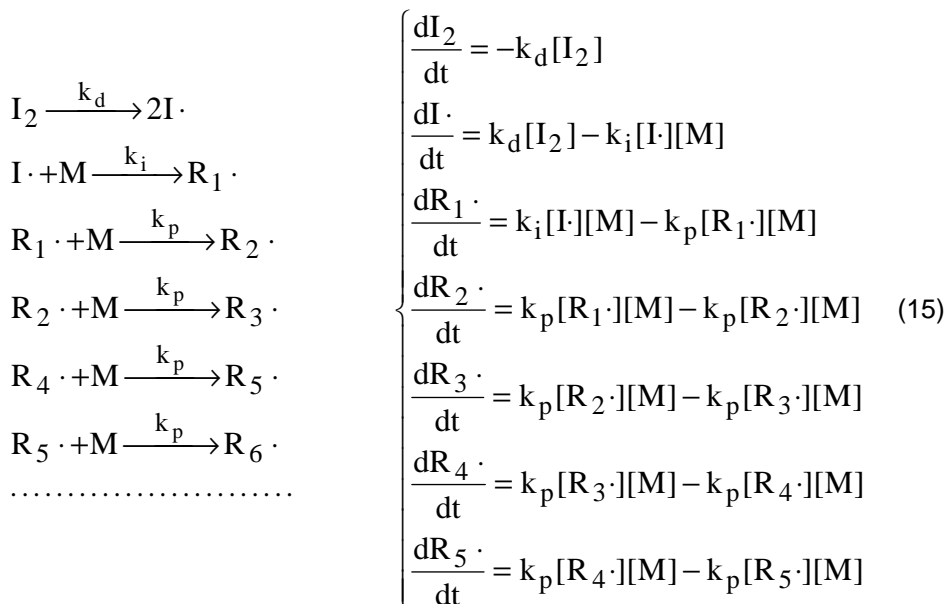 I₂ —k_d→ 2I·
I· +M —k_i→ R₁·
R₁· +M —k_p→ R₂·
R₂· +M —k_p→ R₃·
R₄· +M —k_p→ R₅·
R₅· +M —k_p→ R₆·
.........................
dI₂/dt = −k_d[I₂]
dI·/dt = k_d[I₂] − k_i[I·][M]
dR₁·/dt = k_i[I·][M] − k_p[R₁·][M]
dR₂·/dt = k_p[R₁·][M] − k_p[R₂·][M] (15)
dR₃·/dt = k_p[R₂·][M] − k_p[R₃·][M]
dR₄·/dt = k_p[R₃·][M] − k_p[R₄·][M]
dR₅·/dt = k_p[R₄·][M] − k_p[R₅·][M]